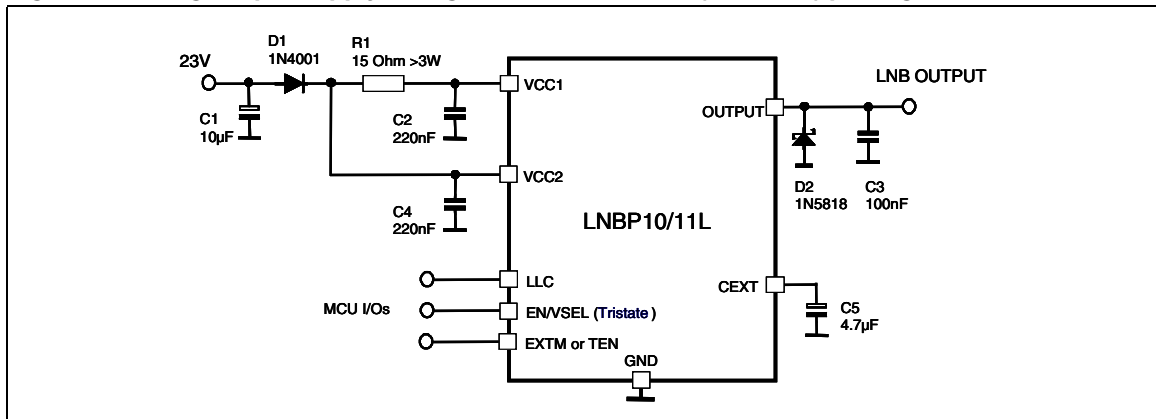 D1
1N4001
R1
15 Ohm >3W
23V
C1
10µF
C2
220nF
VCC1
VCC2
C4
220nF
LNBP10/11L
OUTPUT
LNB OUTPUT
D2
1N5818
C3
100nF
MCU I/Os
LLC
EN/VSEL (Tristate )
EXTM or TEN
CEXT
C5
4.7µF
GND